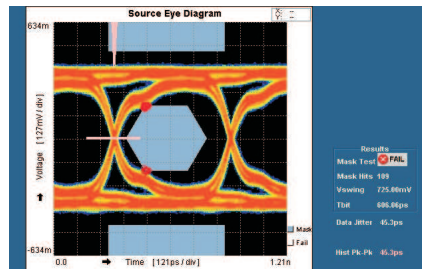 Source Eye Diagram
X: --
Y: --
634m
Voltage [127mV / div]
-634m
0.0
Time [121ps / div]
1.21n
Mask
Fail
Results
Mask Test FAIL
Mask Hits 109
Vswing 725.00mV
Tbit 606.06ps
Data Jitter 45.3ps
Hist Pk-Pk 45.3ps